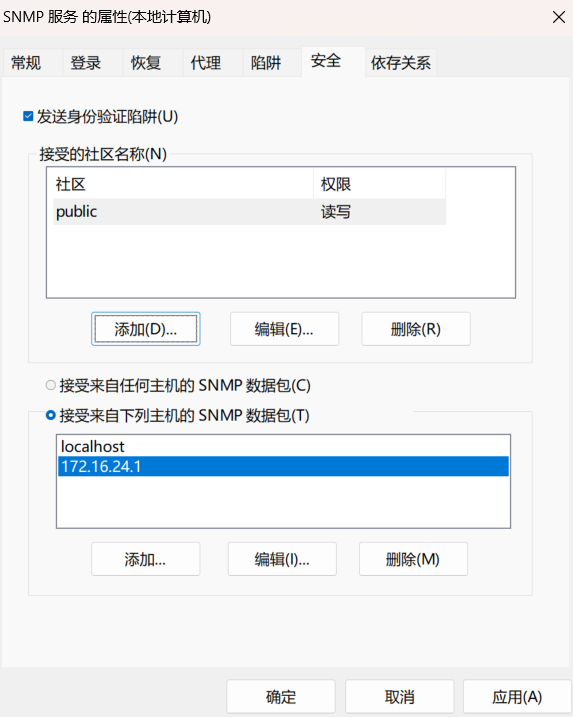 SNMP 服务 的属性(本地计算机)
常规 登录 恢复 代理 陷阱 安全 依存关系
发送身份验证陷阱(U)
接受的社区名称(N)
社区 权限
public 读写
添加(D)... 编辑(E)... 删除(R)
接受来自任何主机的 SNMP 数据包(C)
接受来自下列主机的 SNMP 数据包(T)
localhost
172.16.24.1
添加... 编辑(I)... 删除(M)
确定 取消 应用(A)